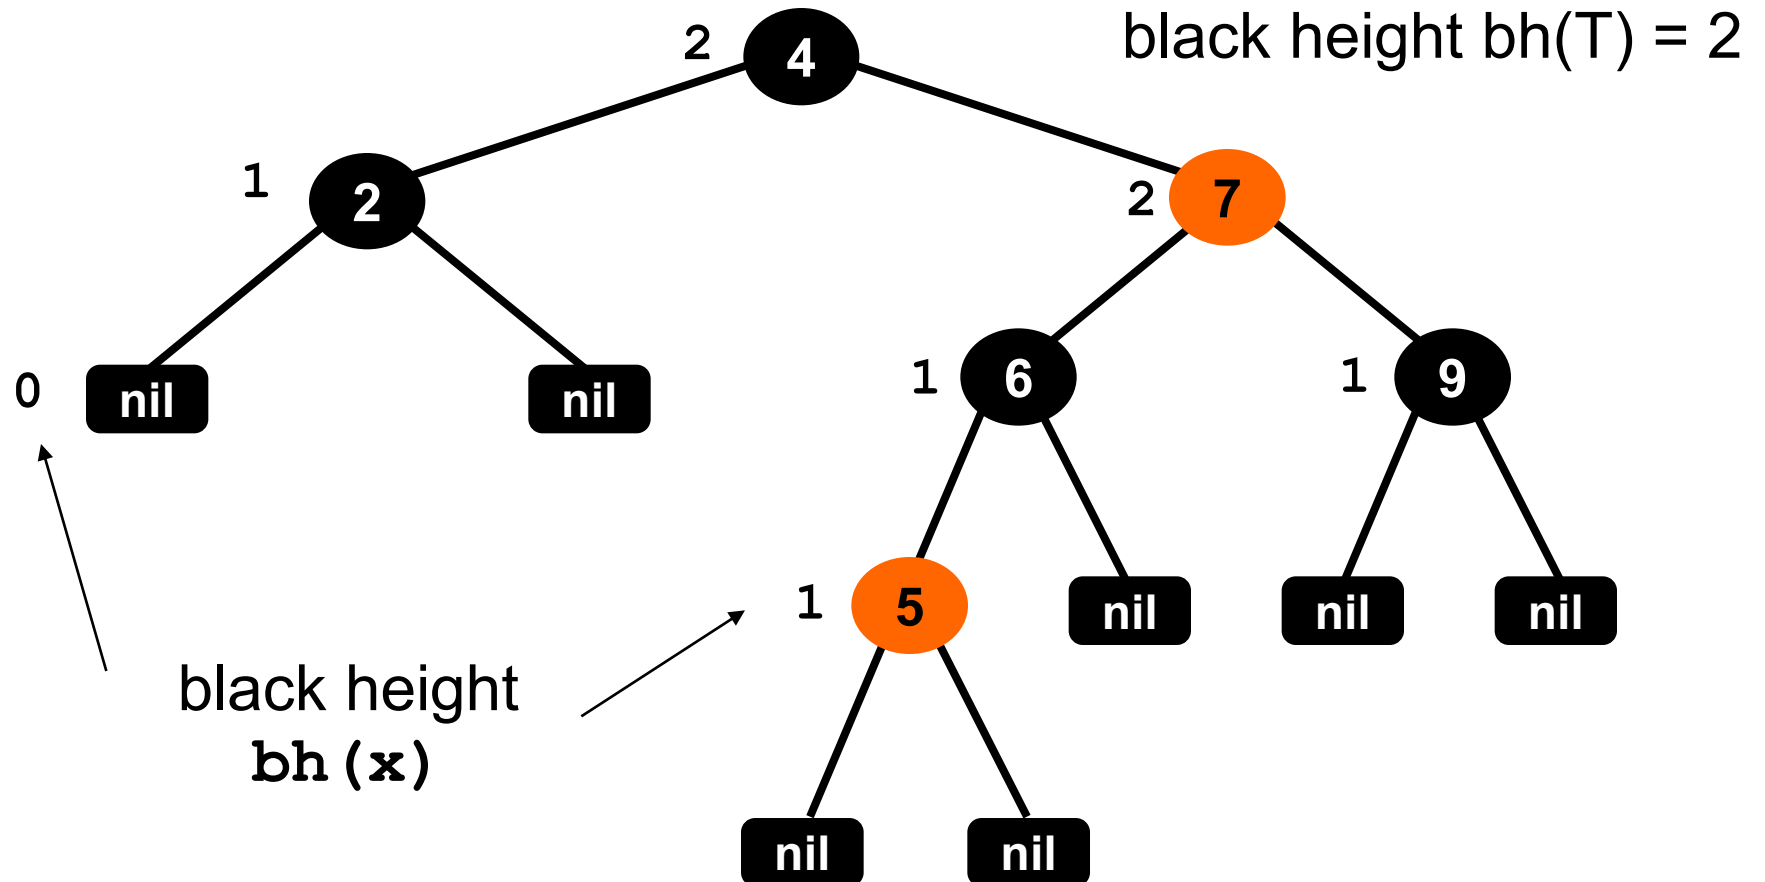 black height bh(T) = 2
2 4
1 2
2 7
0 nil nil
1 6
1 9
1 5
nil nil nil
black height
bh(x)
nil nil